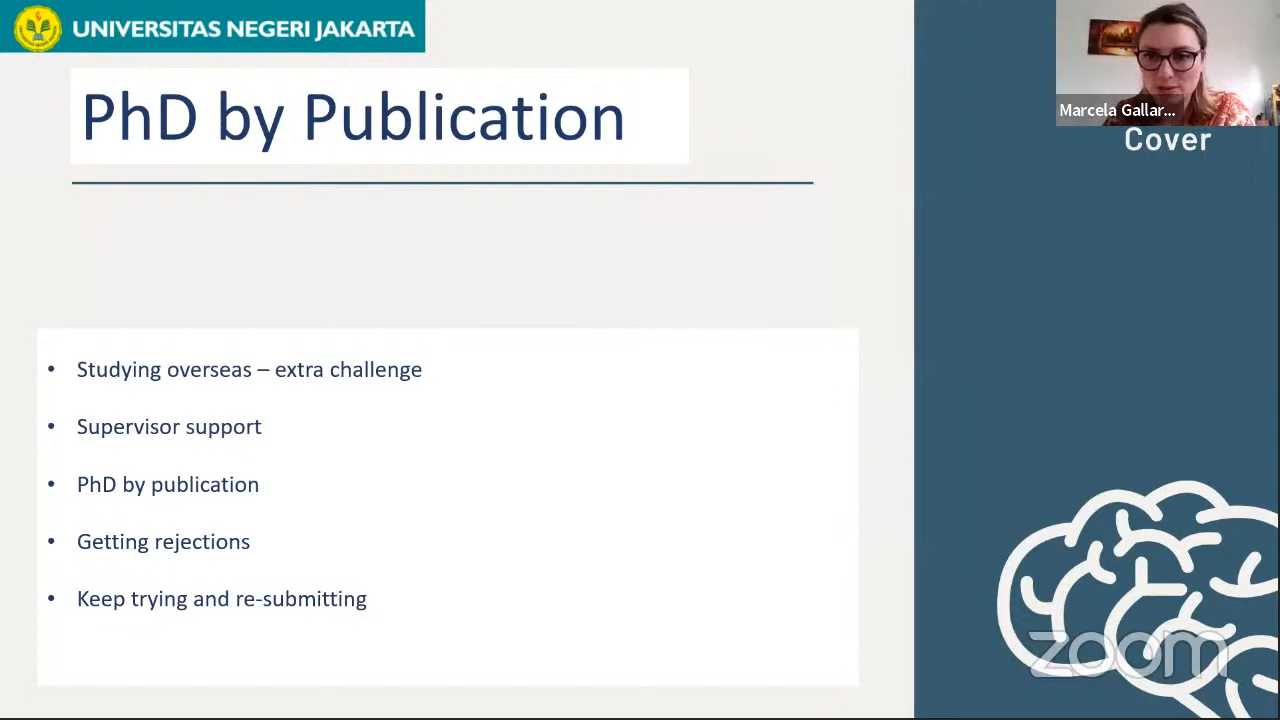 UNIVERSITAS NEGERI JAKARTA
PhD by Publication
Marcela Gallar...
Cover
• Studying overseas – extra challenge
• Supervisor support
• PhD by publication
• Getting rejections
• Keep trying and re-submitting
zoom